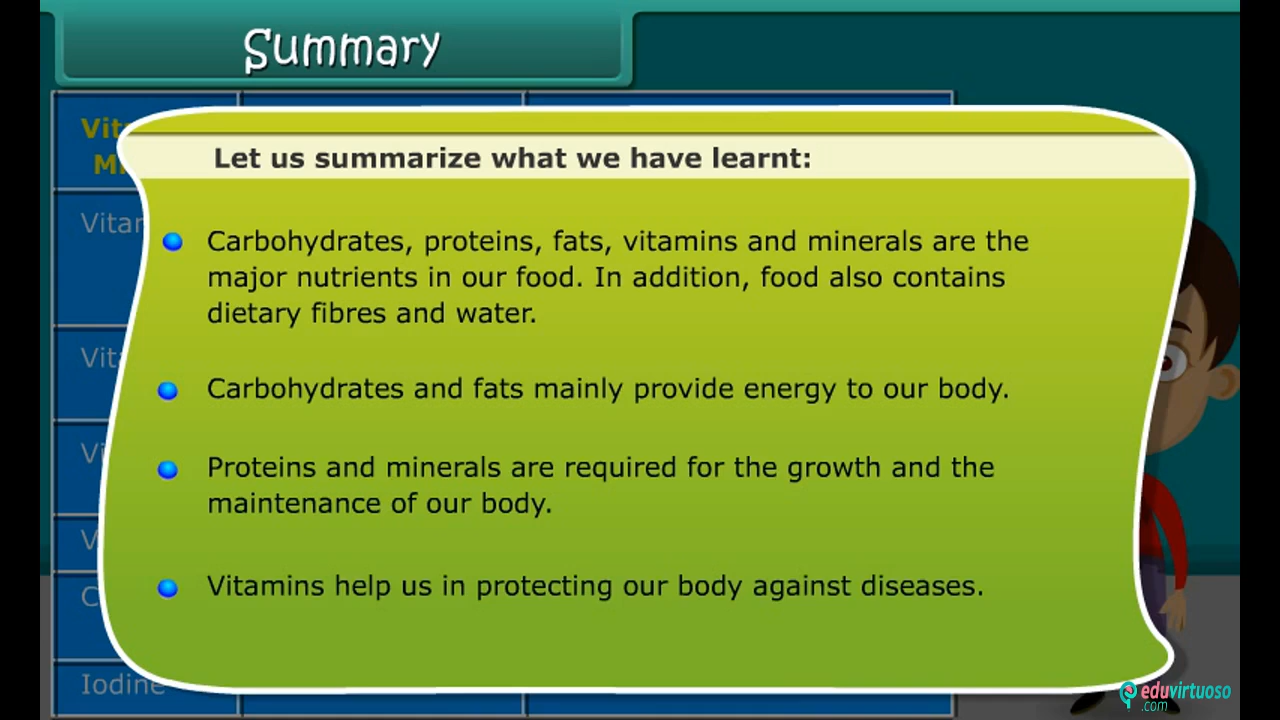 Summary
Let us summarize what we have learnt:
Carbohydrates, proteins, fats, vitamins and minerals are the
major nutrients in our food. In addition, food also contains
dietary fibres and water.
Carbohydrates and fats mainly provide energy to our body.
Proteins and minerals are required for the growth and the
maintenance of our body.
Vitamins help us in protecting our body against diseases.
Iodine
eduvirtuoso
.com